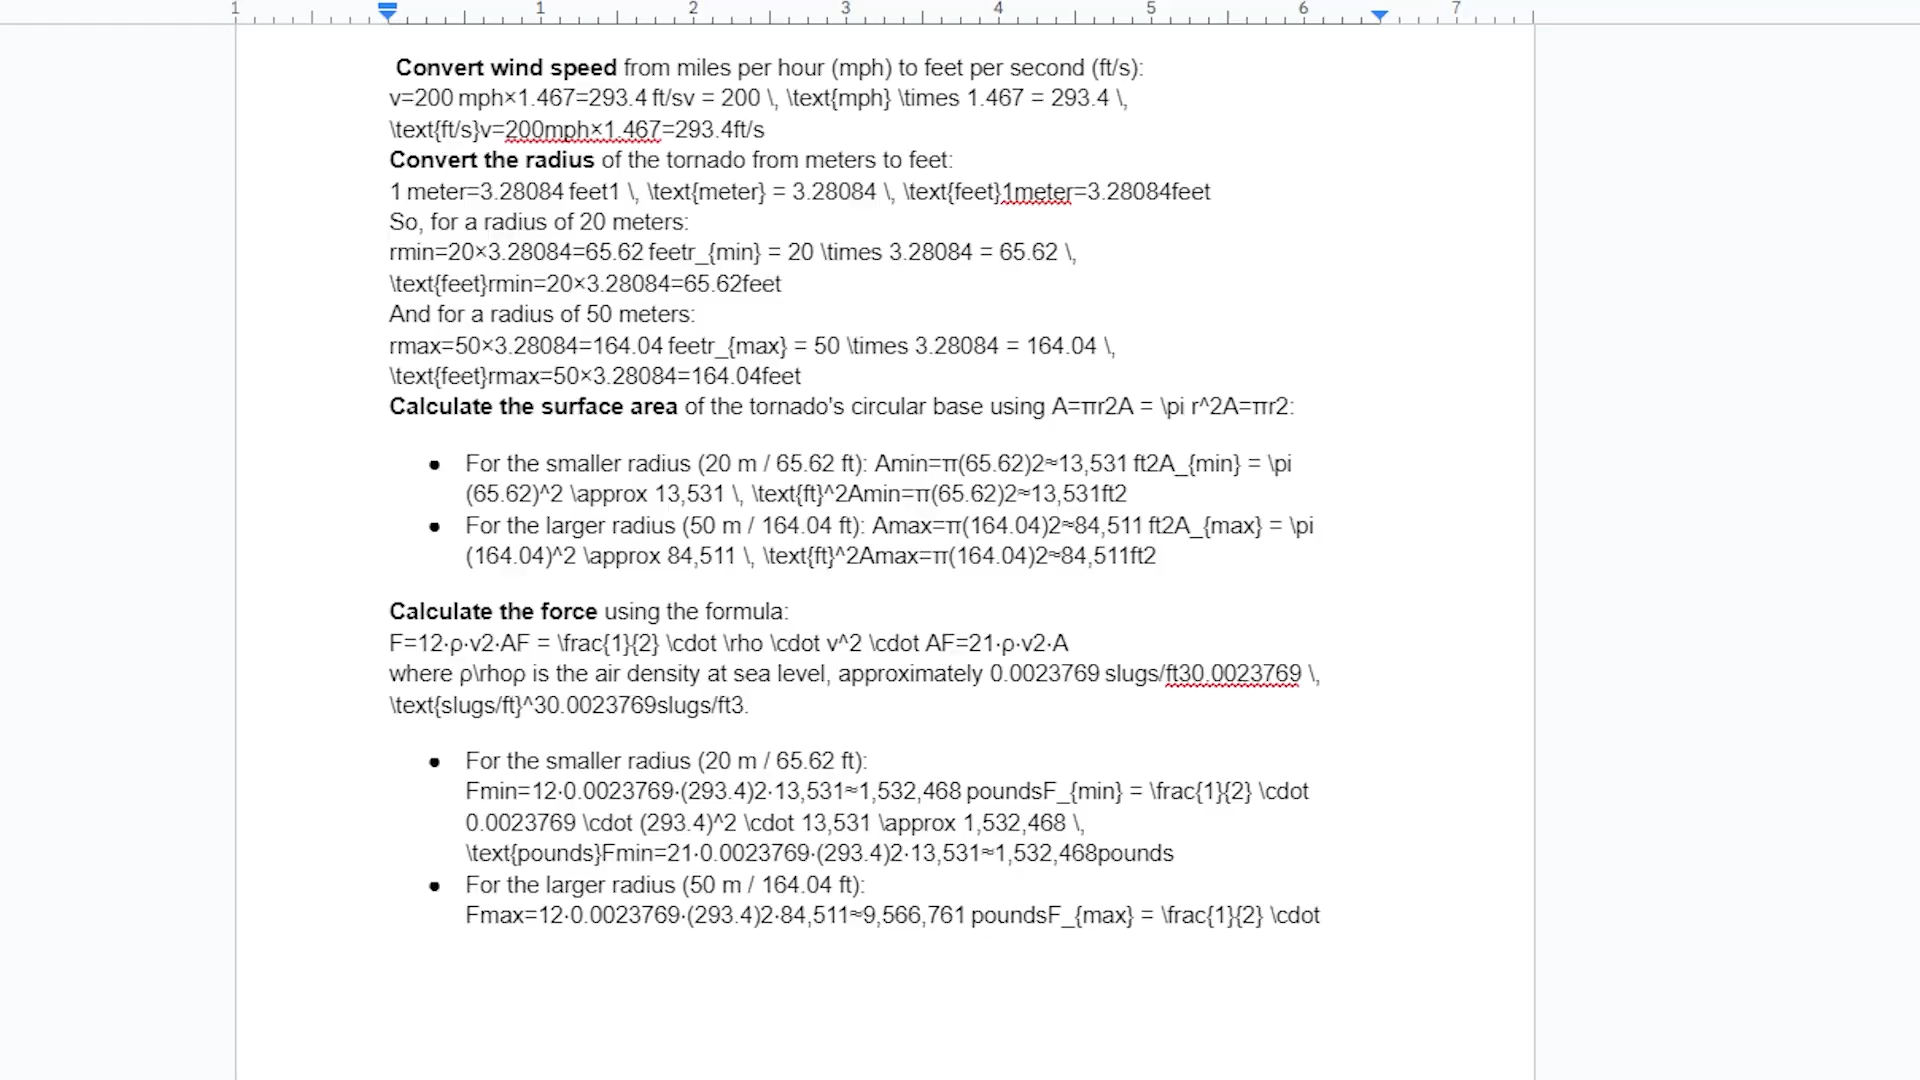 1 1 2 3 4 5 6 7
Convert wind speed from miles per hour (mph) to feet per second (ft/s):
v=200 mph×1.467=293.4 ft/sv = 200 \, \text{mph} \times 1.467 = 293.4 \,
\text{ft/s}v=200mph×1.467=293.4ft/s
Convert the radius of the tornado from meters to feet:
1 meter=3.28084 feet1 \, \text{meter} = 3.28084 \, \text{feet}1meter=3.28084feet
So, for a radius of 20 meters:
rmin=20×3.28084=65.62 feetr_{min} = 20 \times 3.28084 = 65.62 \,
\text{feet}rmin=20×3.28084=65.62feet
And for a radius of 50 meters:
rmax=50×3.28084=164.04 feetr_{max} = 50 \times 3.28084 = 164.04 \,
\text{feet}rmax=50×3.28084=164.04feet
Calculate the surface area of the tornado's circular base using A=πr2A = \pi r^2A=πr2:
● For the smaller radius (20 m / 65.62 ft): Amin=π(65.62)2≈13,531 ft2A_{min} = \pi
(65.62)^2 \approx 13,531 \, \text{ft}^2Amin=π(65.62)2≈13,531ft2
● For the larger radius (50 m / 164.04 ft): Amax=π(164.04)2≈84,511 ft2A_{max} = \pi
(164.04)^2 \approx 84,511 \, \text{ft}^2Amax=π(164.04)2≈84,511ft2
Calculate the force using the formula:
F=12⋅ρ⋅v2⋅AF = \frac{1}{2} \cdot \rho \cdot v^2 \cdot AF=21⋅ρ⋅v2⋅A
where ρ\rhoρ is the air density at sea level, approximately 0.0023769 slugs/ft30.0023769 \,
\text{slugs/ft}^30.0023769slugs/ft3.
● For the smaller radius (20 m / 65.62 ft):
Fmin=12⋅0.0023769⋅(293.4)2⋅13,531≈1,532,468 poundsF_{min} = \frac{1}{2} \cdot
0.0023769 \cdot (293.4)^2 \cdot 13,531 \approx 1,532,468 \,
\text{pounds}Fmin=21⋅0.0023769⋅(293.4)2⋅13,531≈1,532,468pounds
● For the larger radius (50 m / 164.04 ft):
Fmax=12⋅0.0023769⋅(293.4)2⋅84,511≈9,566,761 poundsF_{max} = \frac{1}{2} \cdot